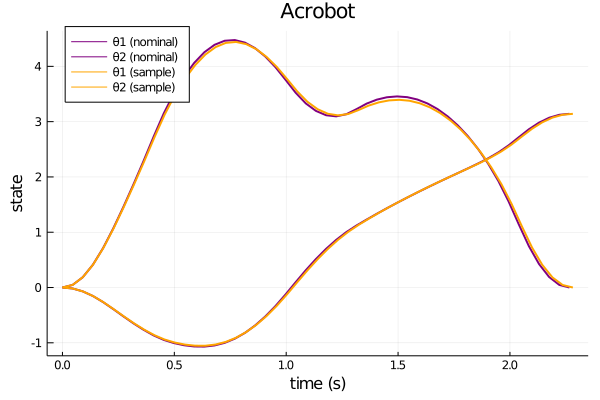 Acrobot
θ1 (nominal)
θ2 (nominal)
θ1 (sample)
θ2 (sample)
state
4
3
2
1
0
-1
0.0 0.5 1.0 1.5 2.0
time (s)